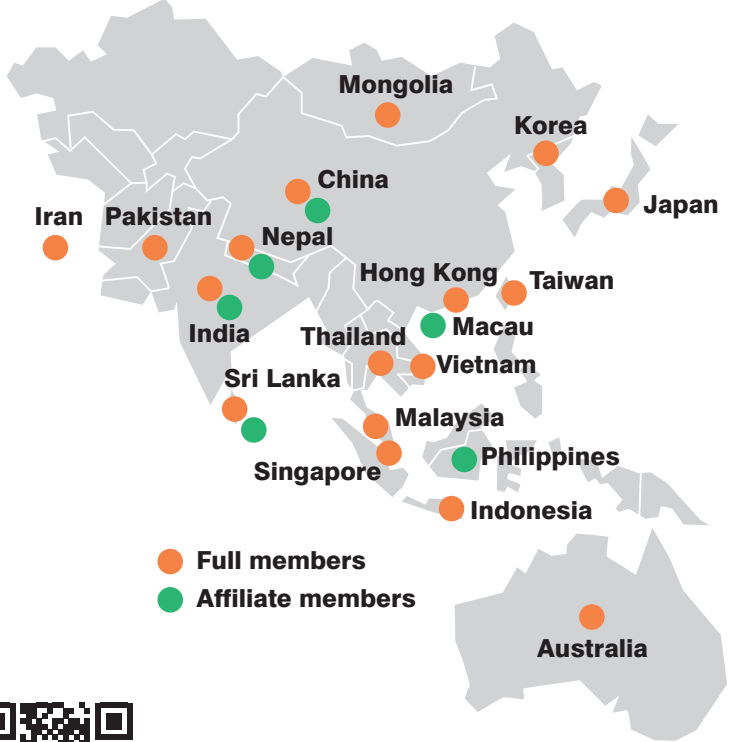 Mongolia
Korea
China
Japan
Iran
Pakistan
Nepal
Hong Kong
Taiwan
India
Macau
Thailand
Vietnam
Sri Lanka
Malaysia
Singapore
Philippines
Indonesia
Full members
Affiliate members
Australia